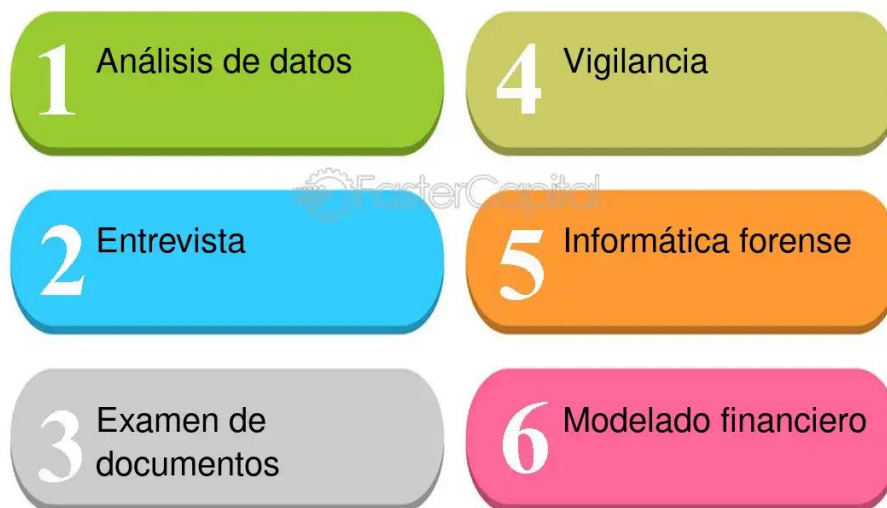 1 Análisis de datos
4 Vigilancia
FasterCapital
2 Entrevista
5 Informática forense
3 Examen de
documentos
6 Modelado financiero